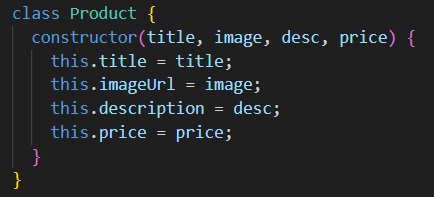 class Product {
  constructor(title, image, desc, price) {
    this.title = title;
    this.imageUrl = image;
    this.description = desc;
    this.price = price;
  }
}